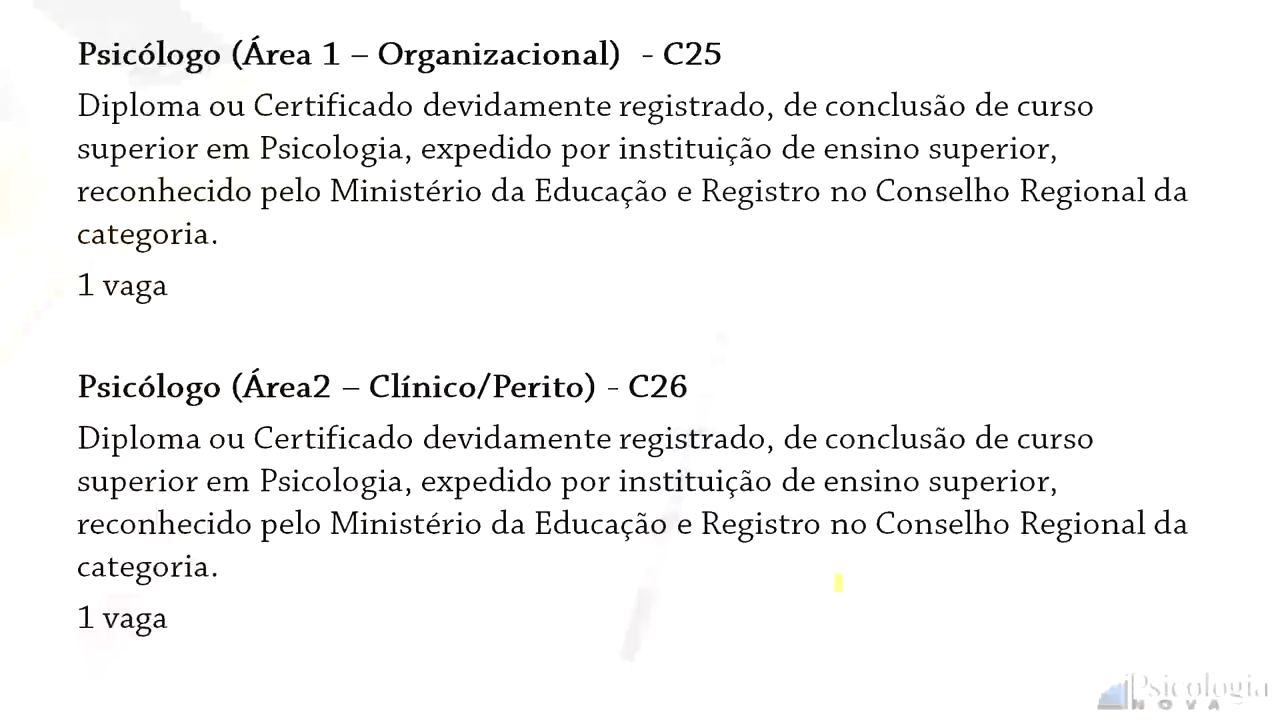 Psicólogo (Área 1 – Organizacional)  - C25
Diploma ou Certificado devidamente registrado, de conclusão de curso
superior em Psicologia, expedido por instituição de ensino superior,
reconhecido pelo Ministério da Educação e Registro no Conselho Regional da
categoria.
1 vaga
Psicólogo (Área2 – Clínico/Perito) - C26
Diploma ou Certificado devidamente registrado, de conclusão de curso
superior em Psicologia, expedido por instituição de ensino superior,
reconhecido pelo Ministério da Educação e Registro no Conselho Regional da
categoria.
1 vaga
Psicologia
NOVA